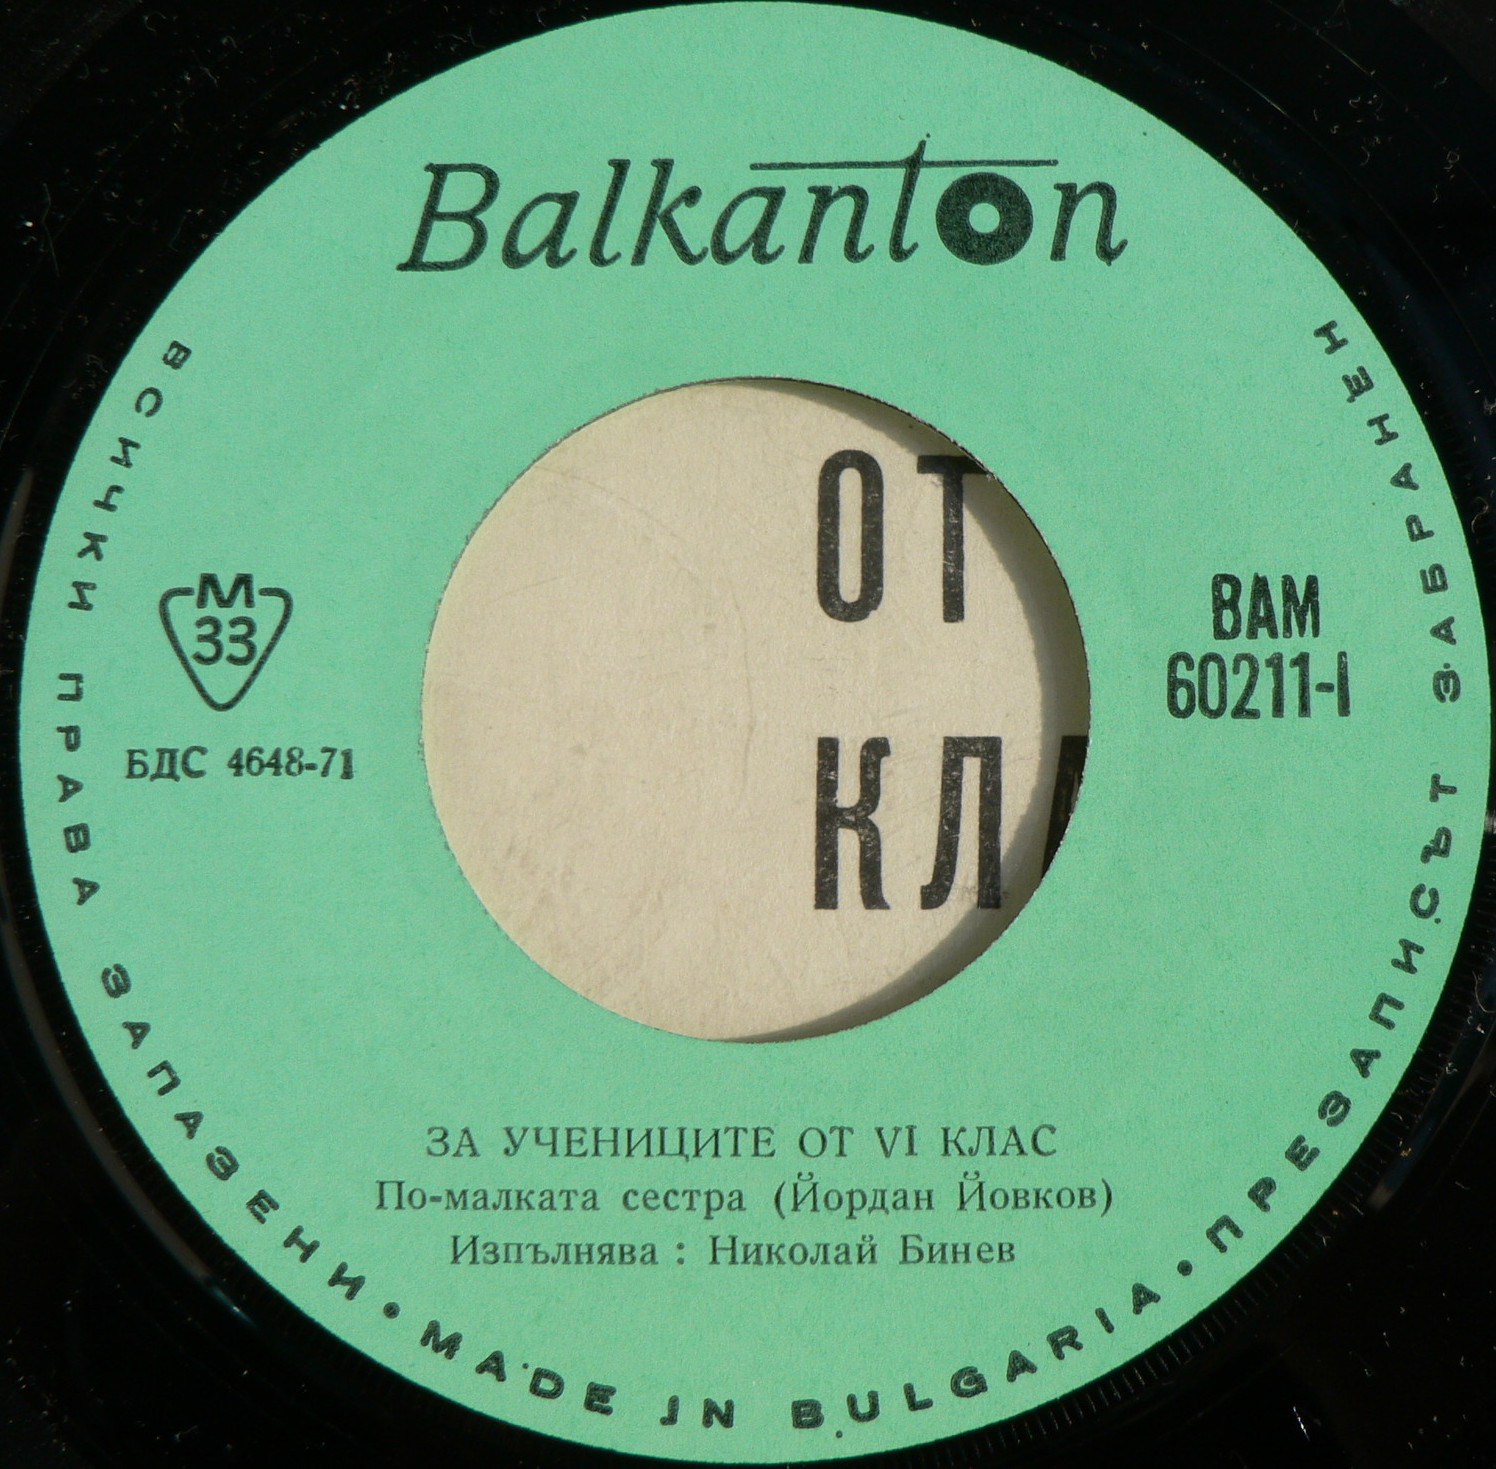 Balkanton
М
33
БДС 4648-71
ВАМ
60211-I
ОТ
КЛ
ЗА УЧЕНИЦИТЕ ОТ VI КЛАС
По-малката сестра (Йордан Йовков)
Изпълнява : Николай Бинев
ВСИЧКИ ПРАВА ЗАПАЗЕНИ • MADE IN BULGARIA • ПРЕЗАПИСЪТ ЗАБРАНЕН